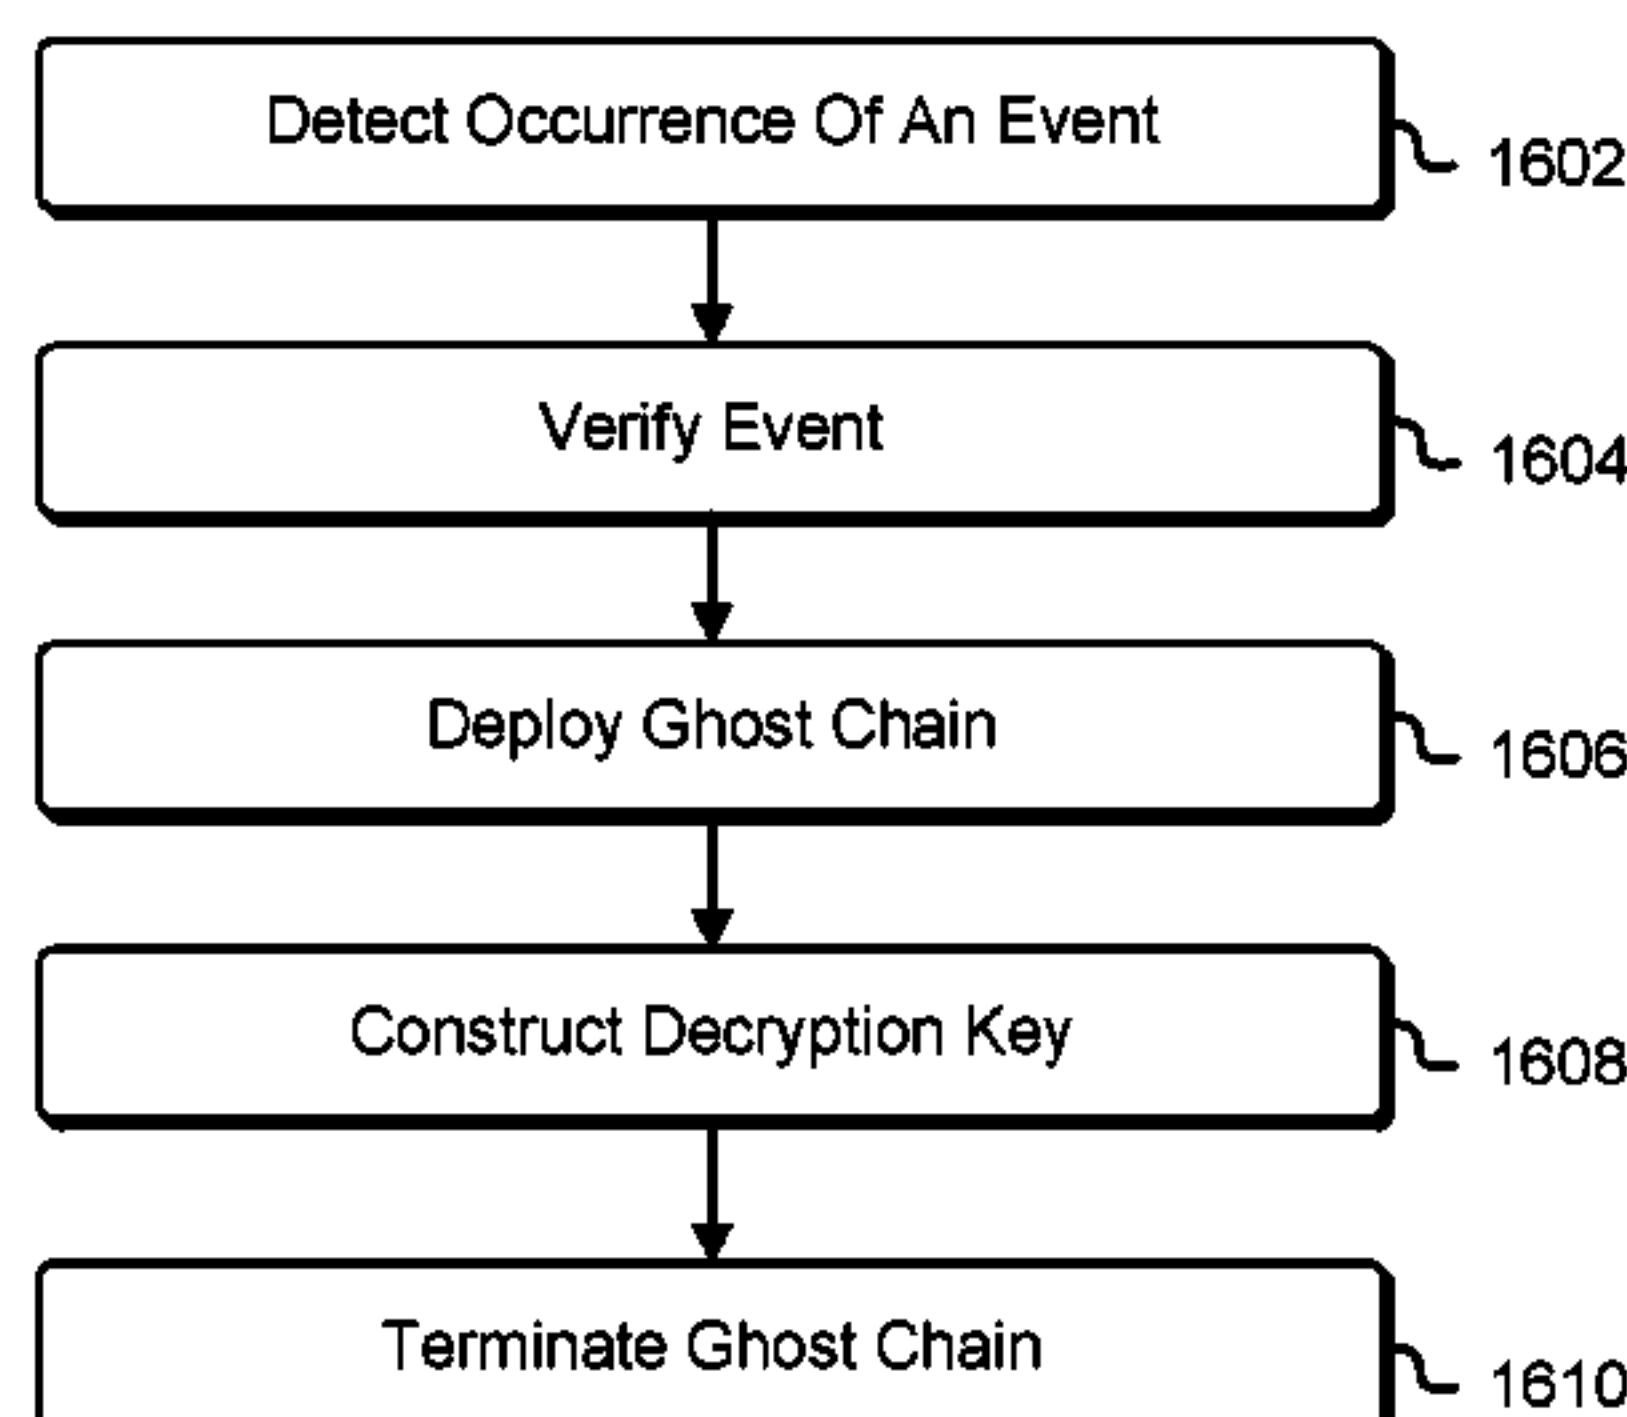 Detect Occurrence Of An Event
1602
Verify Event
1604
Deploy Ghost Chain
1606
Construct Decryption Key
1608
Terminate Ghost Chain
1610